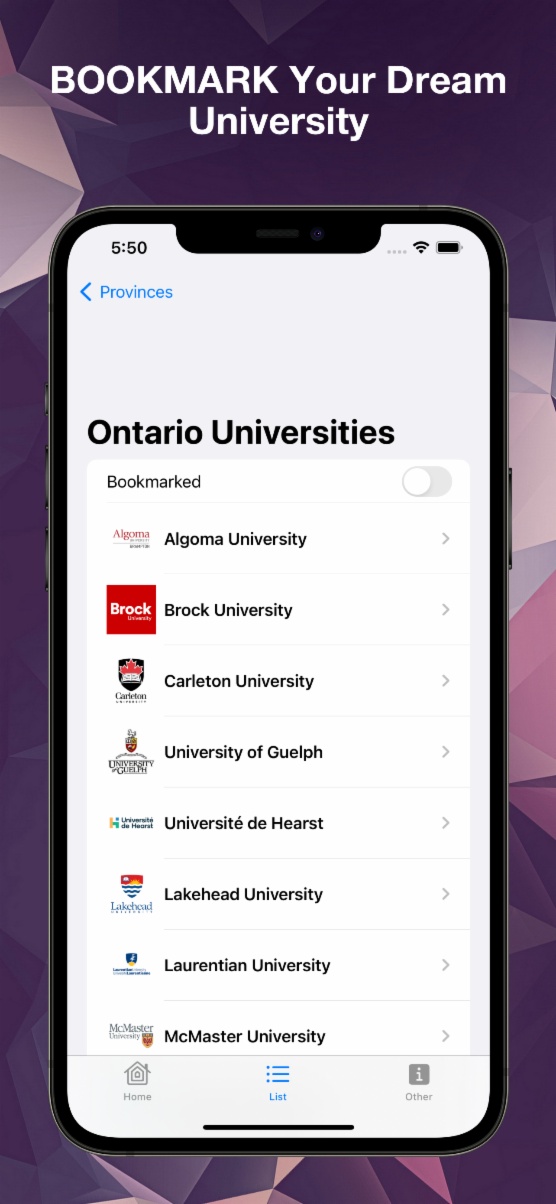 BOOKMARK Your Dream
University
5:50
Provinces
Ontario Universities
Bookmarked
Algoma
Algoma University
Brock
University
Brock University
Carleton
UNIVERSITY
Carleton University
UNIVERSITY
of GUELPH
University of Guelph
Université
de Hearst
Université de Hearst
Lakehead
UNIVERSITY
Lakehead University
Laurentian University
McMaster
University
McMaster University
Home
List
Other